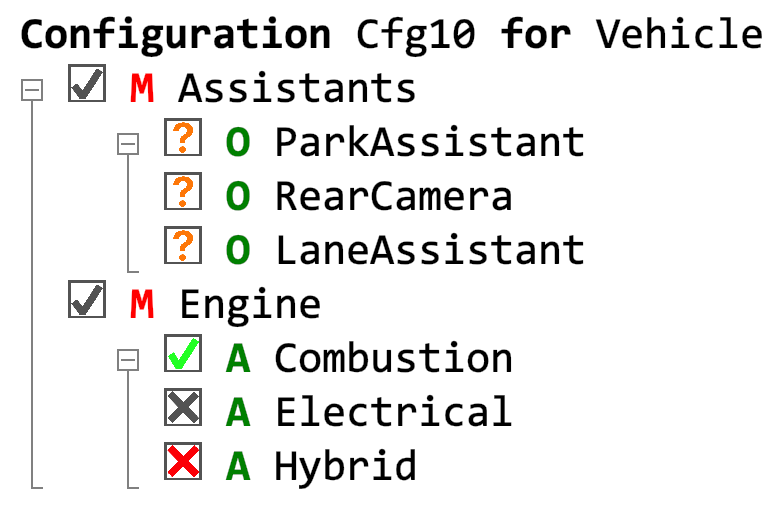 Configuration Cfg10 for Vehicle
M Assistants
? O ParkAssistant
? O RearCamera
? O LaneAssistant
M Engine
A Combustion
A Electrical
A Hybrid